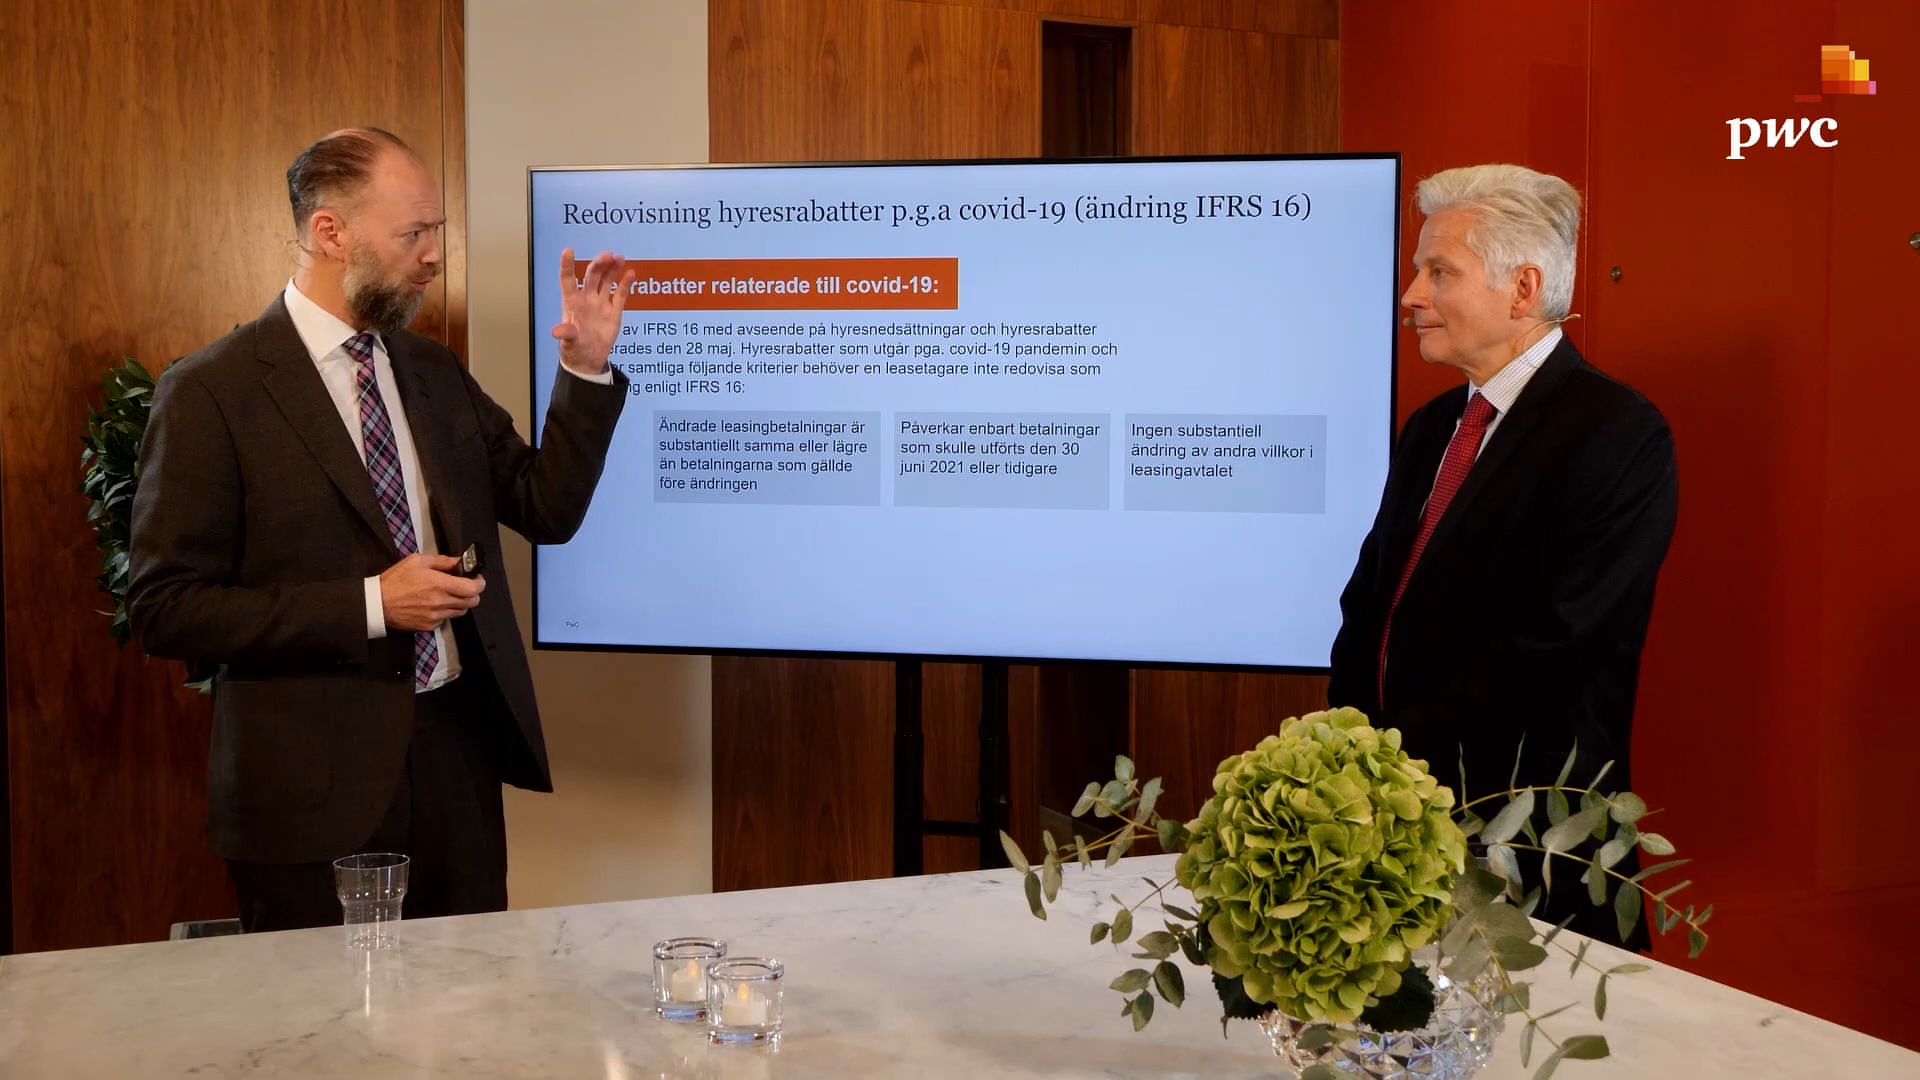 pwc
Redovisning hyresrabatter p.g.a covid-19 (ändring IFRS 16)
rabatter relaterade till covid-19:
av IFRS 16 med avseende på hyresnedsättningar och hyresrabatter
den 28 maj. Hyresrabatter som utgår pga. covid-19 pandemin och
samtliga följande kriterier behöver en leasetagare inte redovisa som
enligt IFRS 16:
Ändrade leasingbetalningar är
substantiellt samma eller lägre
än betalningarna som gällde
före ändringen
Påverkar enbart betalningar
som skulle utförts den 30
juni 2021 eller tidigare
Ingen substantiell
ändring av andra villkor i
leasingavtalet
PwC